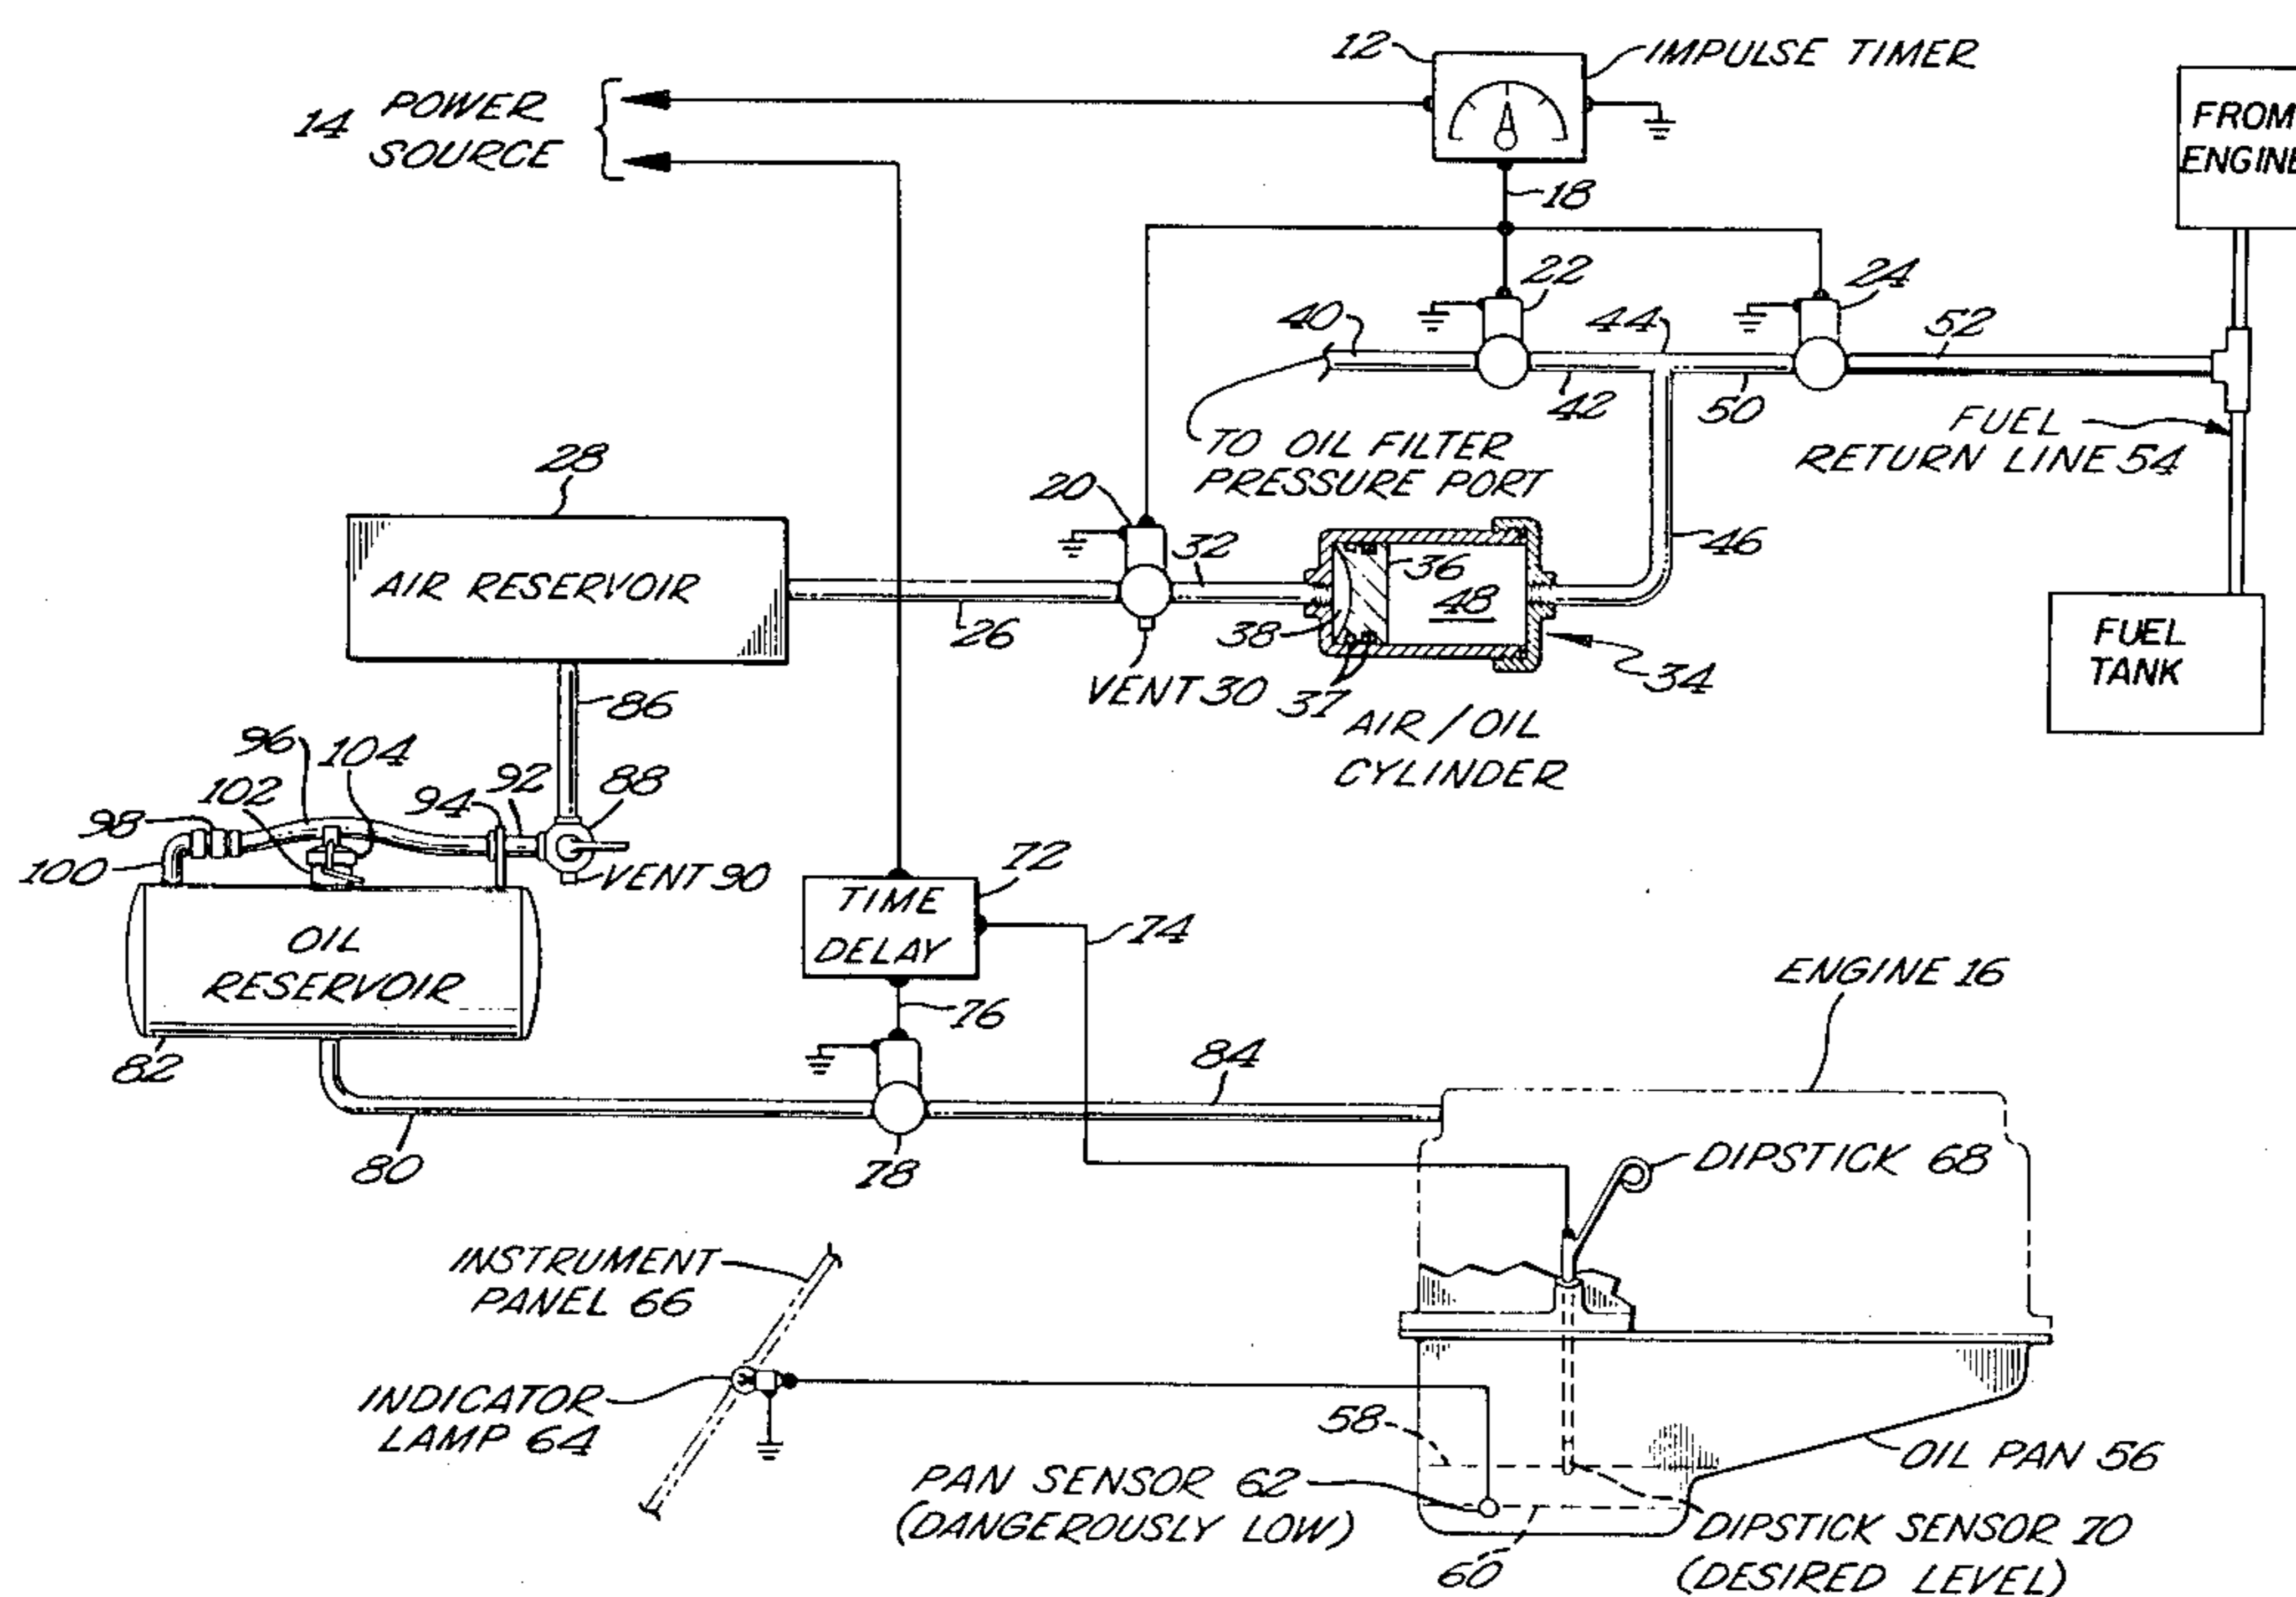 12
IMPULSE TIMER
14 POWER
SOURCE
FROM
ENGINE
18
22
24
40
44
52
42
50
TO OIL FILTER
PRESSURE PORT
FUEL
RETURN LINE 54
28
20
32
36
46
AIR RESERVOIR
48
26
38
FUEL
TANK
VENT 30
37
34
86
AIR/OIL
CYLINDER
96
104
102
92
88
94
98
100
VENT 90
72
TIME
DELAY
74
OIL
RESERVOIR
ENGINE 16
76
82
84
80
78
DIPSTICK 68
INSTRUMENT
PANEL 66
INDICATOR
LAMP 64
58
OIL PAN 56
PAN SENSOR 62
(DANGEROUSLY LOW)
60
DIPSTICK SENSOR 70
(DESIRED LEVEL)